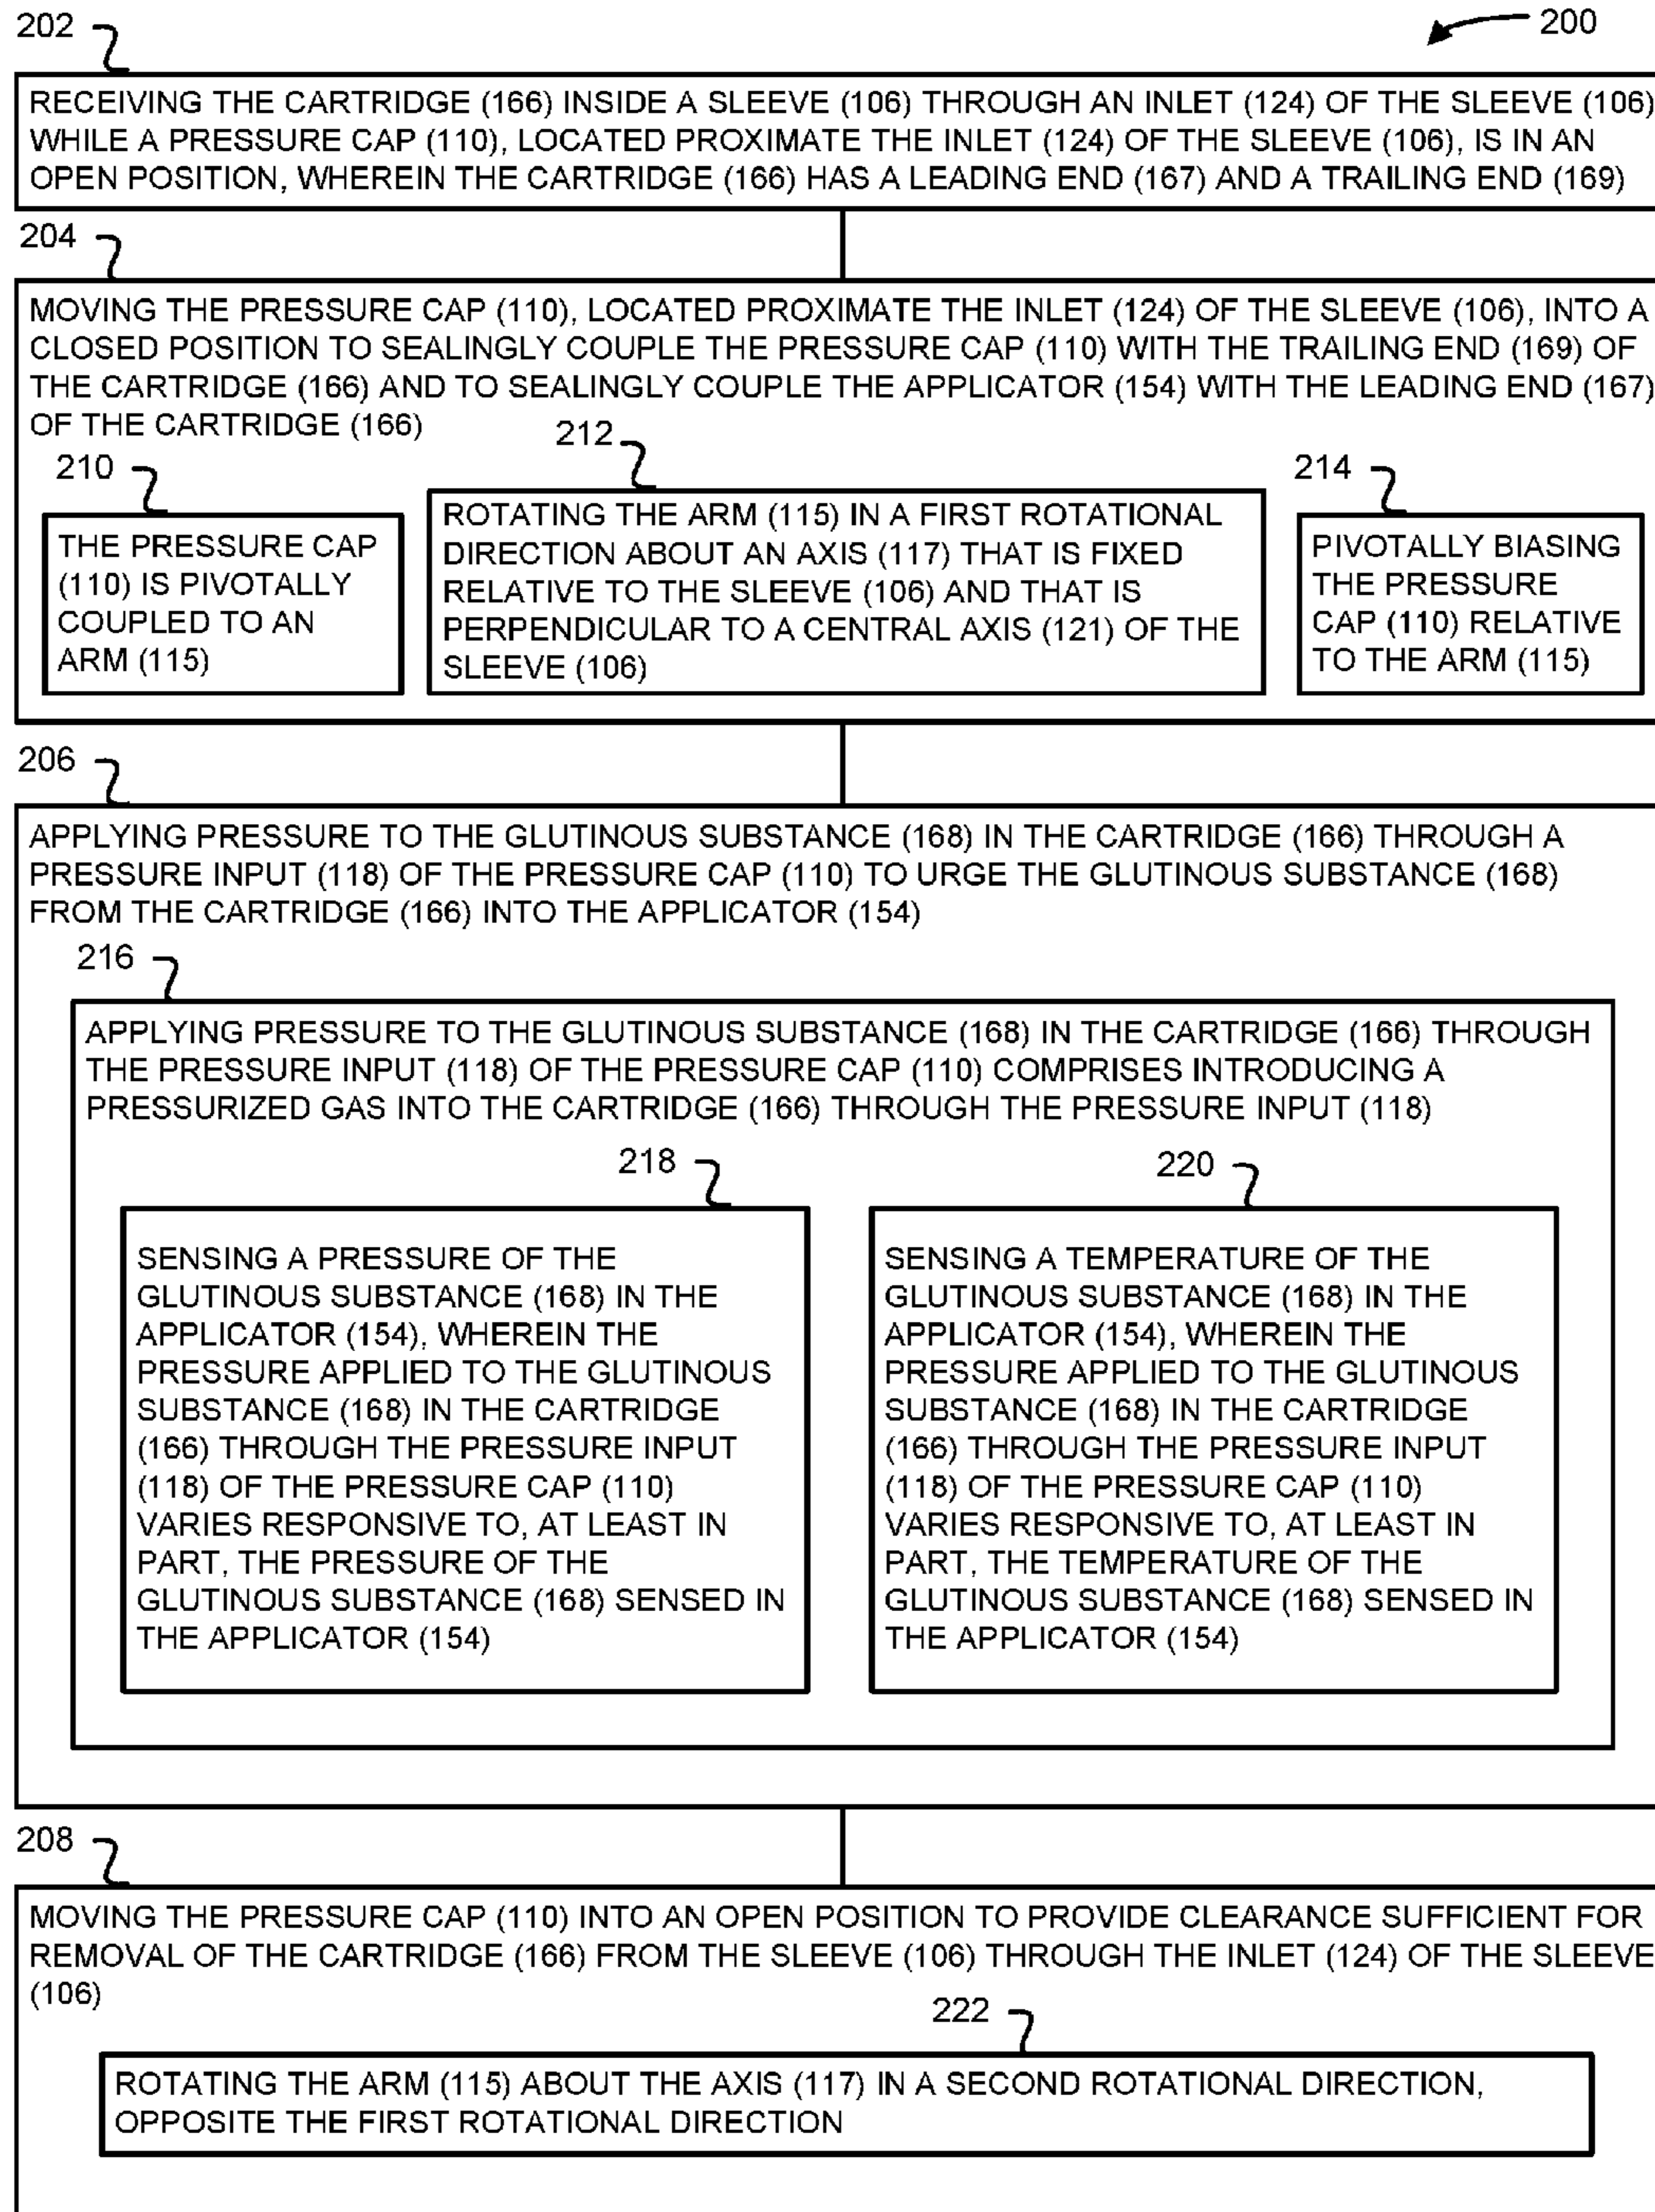 202
200
RECEIVING THE CARTRIDGE (166) INSIDE A SLEEVE (106) THROUGH AN INLET (124) OF THE SLEEVE (106)
WHILE A PRESSURE CAP (110), LOCATED PROXIMATE THE INLET (124) OF THE SLEEVE (106), IS IN AN
OPEN POSITION, WHEREIN THE CARTRIDGE (166) HAS A LEADING END (167) AND A TRAILING END (169)
204
MOVING THE PRESSURE CAP (110), LOCATED PROXIMATE THE INLET (124) OF THE SLEEVE (106), INTO A
CLOSED POSITION TO SEALINGLY COUPLE THE PRESSURE CAP (110) WITH THE TRAILING END (169) OF
THE CARTRIDGE (166) AND TO SEALINGLY COUPLE THE APPLICATOR (154) WITH THE LEADING END (167)
OF THE CARTRIDGE (166)
210
THE PRESSURE CAP
(110) IS PIVOTALLY
COUPLED TO AN
ARM (115)
212
ROTATING THE ARM (115) IN A FIRST ROTATIONAL
DIRECTION ABOUT AN AXIS (117) THAT IS FIXED
RELATIVE TO THE SLEEVE (106) AND THAT IS
PERPENDICULAR TO A CENTRAL AXIS (121) OF THE
SLEEVE (106)
214
PIVOTALLY BIASING
THE PRESSURE
CAP (110) RELATIVE
TO THE ARM (115)
206
APPLYING PRESSURE TO THE GLUTINOUS SUBSTANCE (168) IN THE CARTRIDGE (166) THROUGH A
PRESSURE INPUT (118) OF THE PRESSURE CAP (110) TO URGE THE GLUTINOUS SUBSTANCE (168)
FROM THE CARTRIDGE (166) INTO THE APPLICATOR (154)
216
APPLYING PRESSURE TO THE GLUTINOUS SUBSTANCE (168) IN THE CARTRIDGE (166) THROUGH
THE PRESSURE INPUT (118) OF THE PRESSURE CAP (110) COMPRISES INTRODUCING A
PRESSURIZED GAS INTO THE CARTRIDGE (166) THROUGH THE PRESSURE INPUT (118)
218
SENSING A PRESSURE OF THE
GLUTINOUS SUBSTANCE (168) IN THE
APPLICATOR (154), WHEREIN THE
PRESSURE APPLIED TO THE GLUTINOUS
SUBSTANCE (168) IN THE CARTRIDGE
(166) THROUGH THE PRESSURE INPUT
(118) OF THE PRESSURE CAP (110)
VARIES RESPONSIVE TO, AT LEAST IN
PART, THE PRESSURE OF THE
GLUTINOUS SUBSTANCE (168) SENSED IN
THE APPLICATOR (154)
220
SENSING A TEMPERATURE OF THE
GLUTINOUS SUBSTANCE (168) IN THE
APPLICATOR (154), WHEREIN THE
PRESSURE APPLIED TO THE GLUTINOUS
SUBSTANCE (168) IN THE CARTRIDGE
(166) THROUGH THE PRESSURE INPUT
(118) OF THE PRESSURE CAP (110)
VARIES RESPONSIVE TO, AT LEAST IN
PART, THE TEMPERATURE OF THE
GLUTINOUS SUBSTANCE (168) SENSED IN
THE APPLICATOR (154)
208
MOVING THE PRESSURE CAP (110) INTO AN OPEN POSITION TO PROVIDE CLEARANCE SUFFICIENT FOR
REMOVAL OF THE CARTRIDGE (166) FROM THE SLEEVE (106) THROUGH THE INLET (124) OF THE SLEEVE
(106)
222
ROTATING THE ARM (115) ABOUT THE AXIS (117) IN A SECOND ROTATIONAL DIRECTION,
OPPOSITE THE FIRST ROTATIONAL DIRECTION